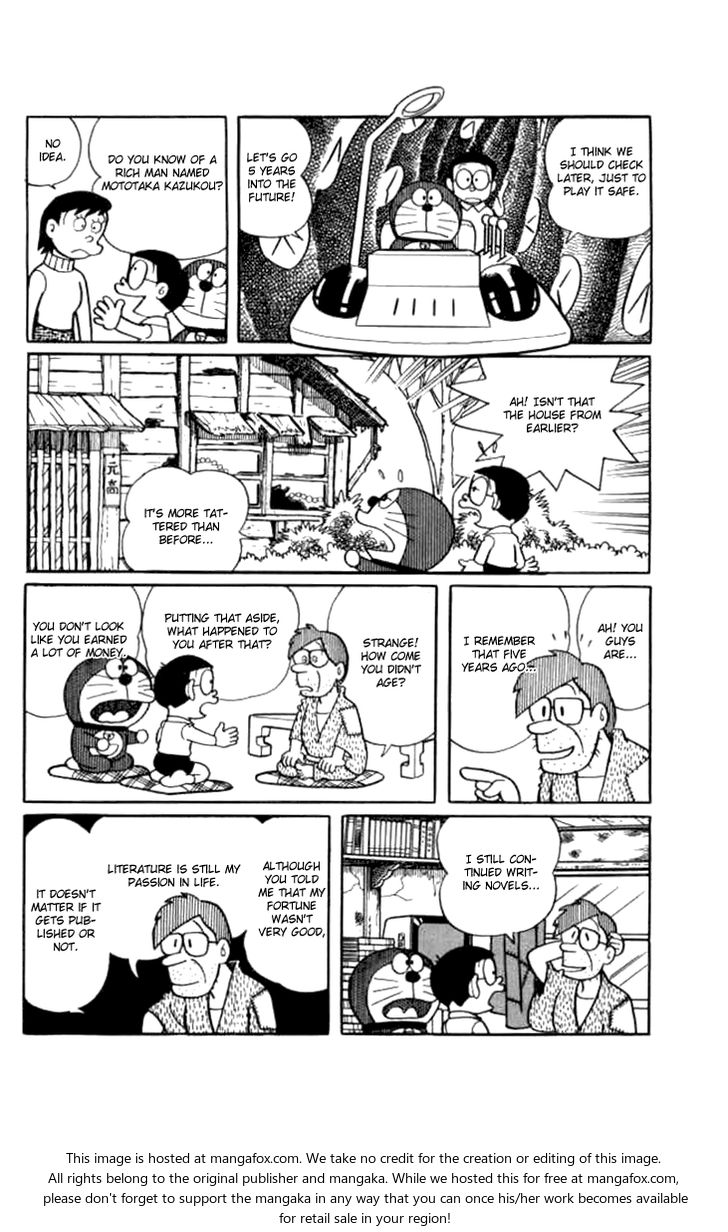 I THINK WE
SHOULD CHECK
LATER, JUST TO
PLAY IT SAFE.
LET'S GO
5 YEARS
INTO THE
FUTURE!
DO YOU KNOW OF A
RICH MAN NAMED
MOTOTAKA KAZUKOU?
NO
IDEA.
AH! ISN'T THAT
THE HOUSE FROM
EARLIER?
元高
IT'S MORE TAT-
TERED THAN
BEFORE...
AH! YOU
GUYS
ARE...
I REMEMBER
THAT FIVE
YEARS AGO...
STRANGE!
HOW COME
YOU DIDN'T
AGE?
PUTTING THAT ASIDE,
WHAT HAPPENED TO
YOU AFTER THAT?
YOU DON'T LOOK
LIKE YOU EARNED
A LOT OF MONEY.
I STILL CON-
TINUED WRIT-
ING NOVELS...
ALTHOUGH
YOU TOLD
ME THAT MY
FORTUNE
WASN'T
VERY GOOD,
LITERATURE IS STILL MY
PASSION IN LIFE.
IT DOESN'T
MATTER IF IT
GETS PUB-
LISHED OR
NOT.
This image is hosted at mangafox.com. We take no credit for the creation or editing of this image.
All rights belong to the original publisher and mangaka. While we hosted this for free at mangafox.com,
please don't forget to support the mangaka in any way that you can once his/her work becomes available
for retail sale in your region!